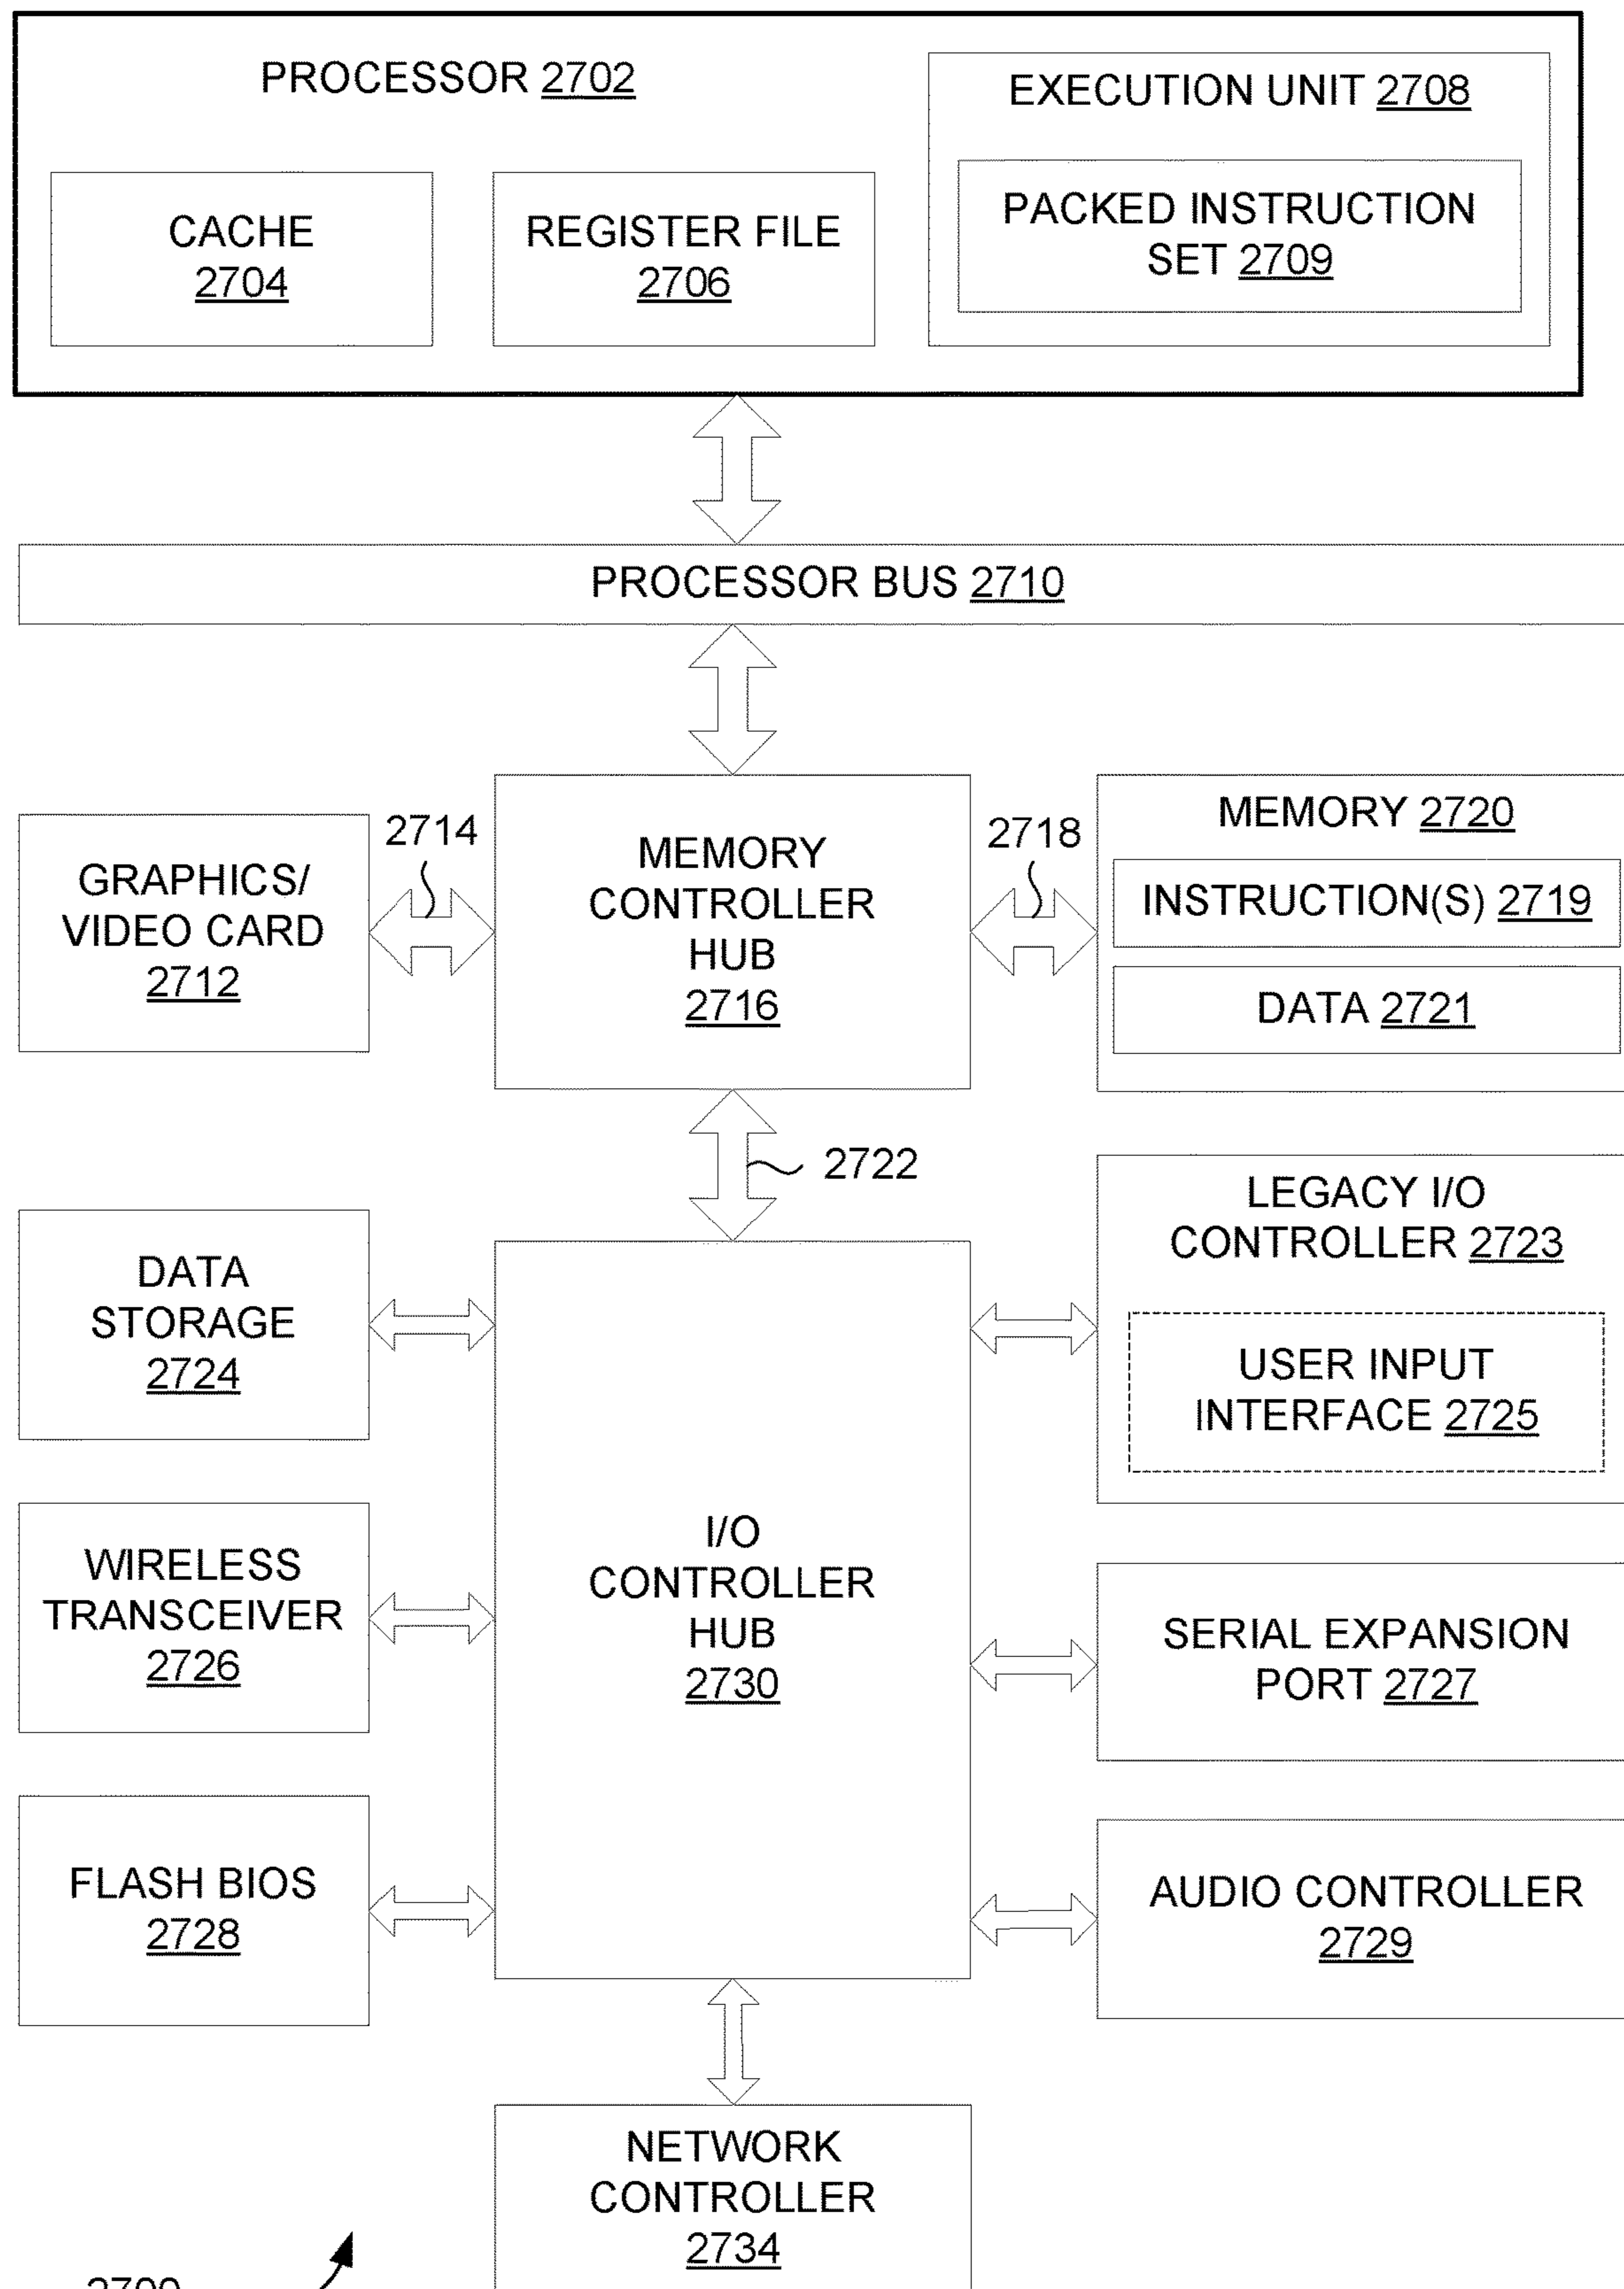 PROCESSOR 2702
EXECUTION UNIT 2708
CACHE
2704
REGISTER FILE
2706
PACKED INSTRUCTION
SET 2709
PROCESSOR BUS 2710
GRAPHICS/
VIDEO CARD
2712
2714
MEMORY
CONTROLLER
HUB
2716
2718
MEMORY 2720
INSTRUCTION(S) 2719
DATA 2721
2722
DATA
STORAGE
2724
LEGACY I/O
CONTROLLER 2723
USER INPUT
INTERFACE 2725
WIRELESS
TRANSCEIVER
2726
I/O
CONTROLLER
HUB
2730
SERIAL EXPANSION
PORT 2727
FLASH BIOS
2728
AUDIO CONTROLLER
2729
NETWORK
CONTROLLER
2734
2700